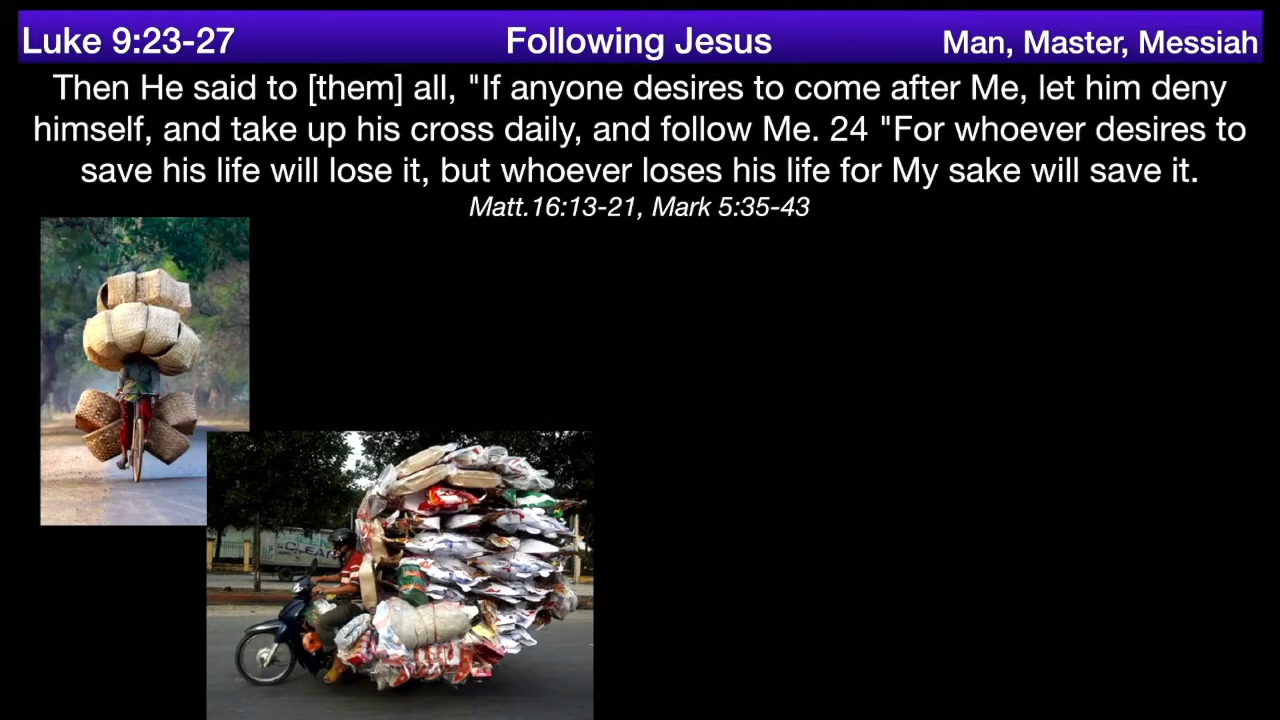 Luke 9:23-27 Following Jesus Man, Master, Messiah
Then He said to [them] all, "If anyone desires to come after Me, let him deny
himself, and take up his cross daily, and follow Me. 24 "For whoever desires to
save his life will lose it, but whoever loses his life for My sake will save it.
Matt.16:13-21, Mark 5:35-43